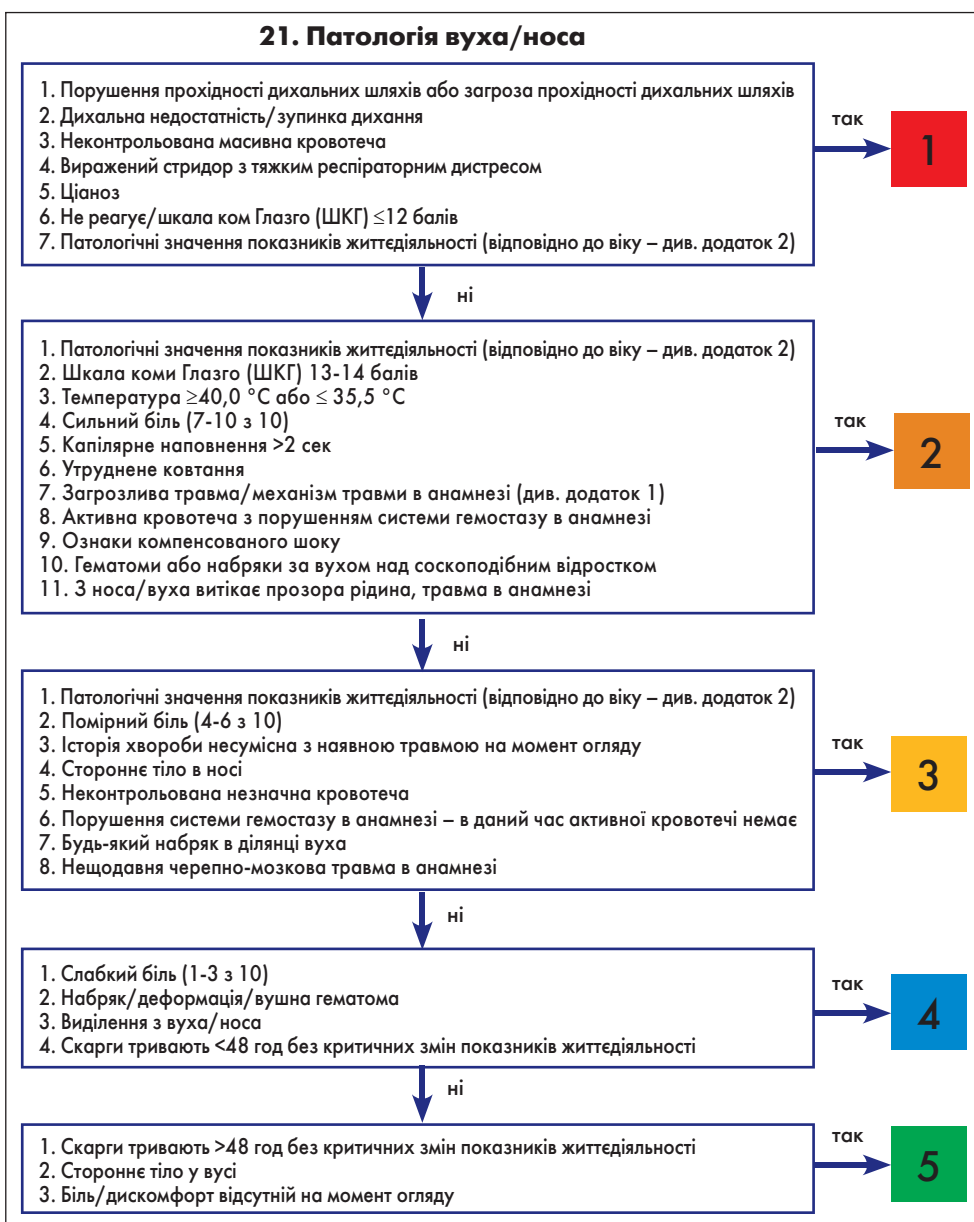 21. Патологія вуха/носа
1. Порушення прохідності дихальних шляхів або загроза прохідності дихальних шляхів
2. Дихальна недостатність/зупинка дихання
3. Неконтрольована масивна кровотеча
4. Виражений стридор з тяжким респіраторним дистресом
5. Ціаноз
6. Не реагує/шкала ком Глазго (ШКГ) ≤12 балів
7. Патологічні значення показників життєдіяльності (відповідно до віку – див. додаток 2)
так
1
ні
1. Патологічні значення показників життєдіяльності (відповідно до віку – див. додаток 2)
2. Шкала коми Глазго (ШКГ) 13-14 балів
3. Температура ≥40,0 °C або ≤ 35,5 °C
4. Сильний біль (7-10 з 10)
5. Капілярне наповнення >2 сек
6. Утруднене ковтання
7. Загрозлива травма/механізм травми в анамнезі (див. додаток 1)
8. Активна кровотеча з порушенням системи гемостазу в анамнезі
9. Ознаки компенсованого шоку
10. Гематоми або набряки за вухом над соскоподібним відростком
11. З носа/вуха витікає прозора рідина, травма в анамнезі
так
2
ні
1. Патологічні значення показників життєдіяльності (відповідно до віку – див. додаток 2)
2. Помірний біль (4-6 з 10)
3. Історія хвороби несумісна з наявною травмою на момент огляду
4. Стороннє тіло в носі
5. Неконтрольована незначна кровотеча
6. Порушення системи гемостазу в анамнезі – в даний час активної кровотечі немає
7. Будь-який набряк в ділянці вуха
8. Нещодавня черепно-мозкова травма в анамнезі
так
3
ні
1. Слабкий біль (1-3 з 10)
2. Набряк/деформація/вушна гематома
3. Виділення з вуха/носа
4. Скарги тривають <48 год без критичних змін показників життєдіяльності
так
4
ні
1. Скарги тривають >48 год без критичних змін показників життєдіяльності
2. Стороннє тіло у вусі
3. Біль/дискомфорт відсутній на момент огляду
так
5